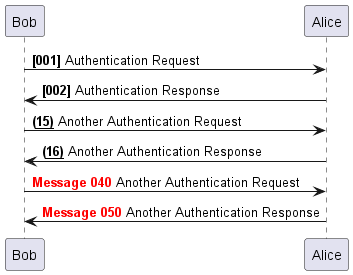 Bob Alice
[001] Authentication Request
[002] Authentication Response
(15) Another Authentication Request
(16) Another Authentication Response
Message 040 Another Authentication Request
Message 050 Another Authentication Response
Bob Alice